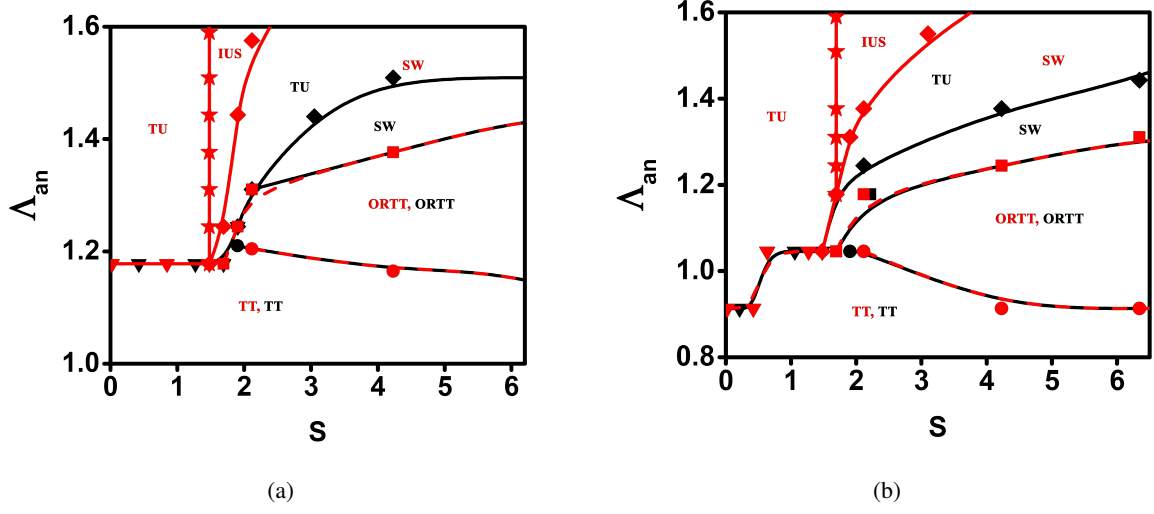 1.6
IUS
SW
TU
1.4
TU
SW
Λan
ORTT, ORTT
1.2
TT, TT
1.0
0 1 2 3 4 5 6
S
(a)
1.6
IUS
SW
TU
1.4
TU
SW
Λan
1.2
ORTT, ORTT
1.0
TT, TT
0.8
0 1 2 3 4 5 6
S
(b)